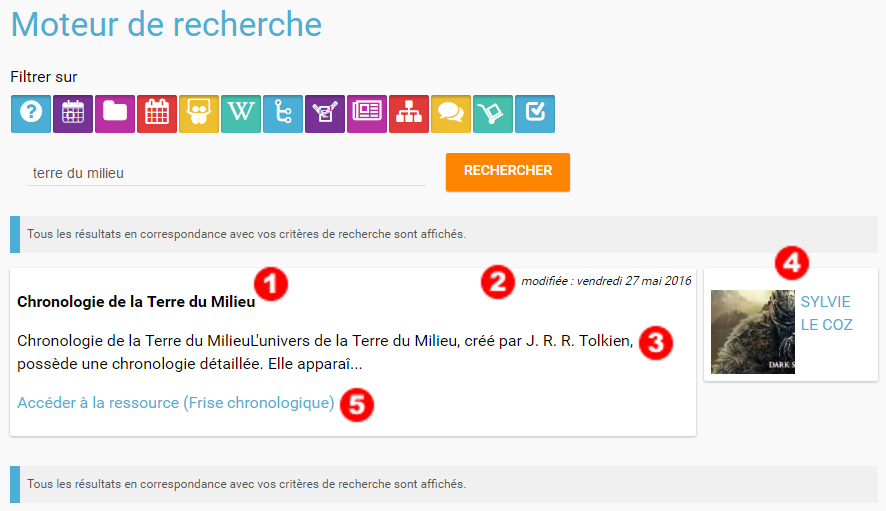 Moteur de recherche
Filtrer sur
W
terre du milieu
RECHERCHER
Tous les résultats en correspondance avec vos critères de recherche sont affichés.
1
2
modifiée : vendredi 27 mai 2016
4
Chronologie de la Terre du Milieu
SYLVIE
LE COZ
Chronologie de la Terre du MilieuL'univers de la Terre du Milieu, créé par J. R. R. Tolkien,
3
possède une chronologie détaillée. Elle apparaî...
DARK S
Accéder à la ressource (Frise chronologique)
5
Tous les résultats en correspondance avec vos critères de recherche sont affichés.